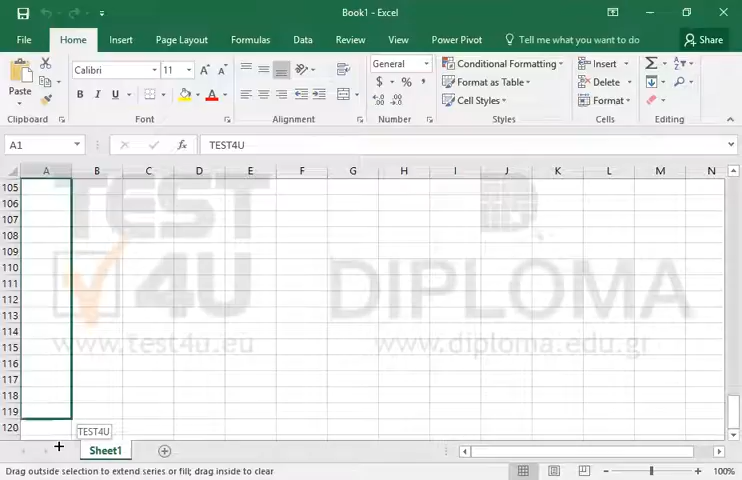 Book1 - Excel
File Home Insert Page Layout Formulas Data Review View Power Pivot Tell me what you want to do Share
Calibri 11 General Conditional Formatting Insert
Paste Format as Table Delete
B I U A $ % Cell Styles Format
Clipboard Font Alignment Number Styles Cells Editing
A1 fx TEST4U
A B C D E F G H I J K L M N
105
106
107
108
109
110
111
112
113
114
115
116
117
118
119
120
TEST
4U DIPLOMA
www.test4u.eu www.diploma.edu.gr
TEST4U
Sheet1
Drag outside selection to extend series or fill; drag inside to clear 100%